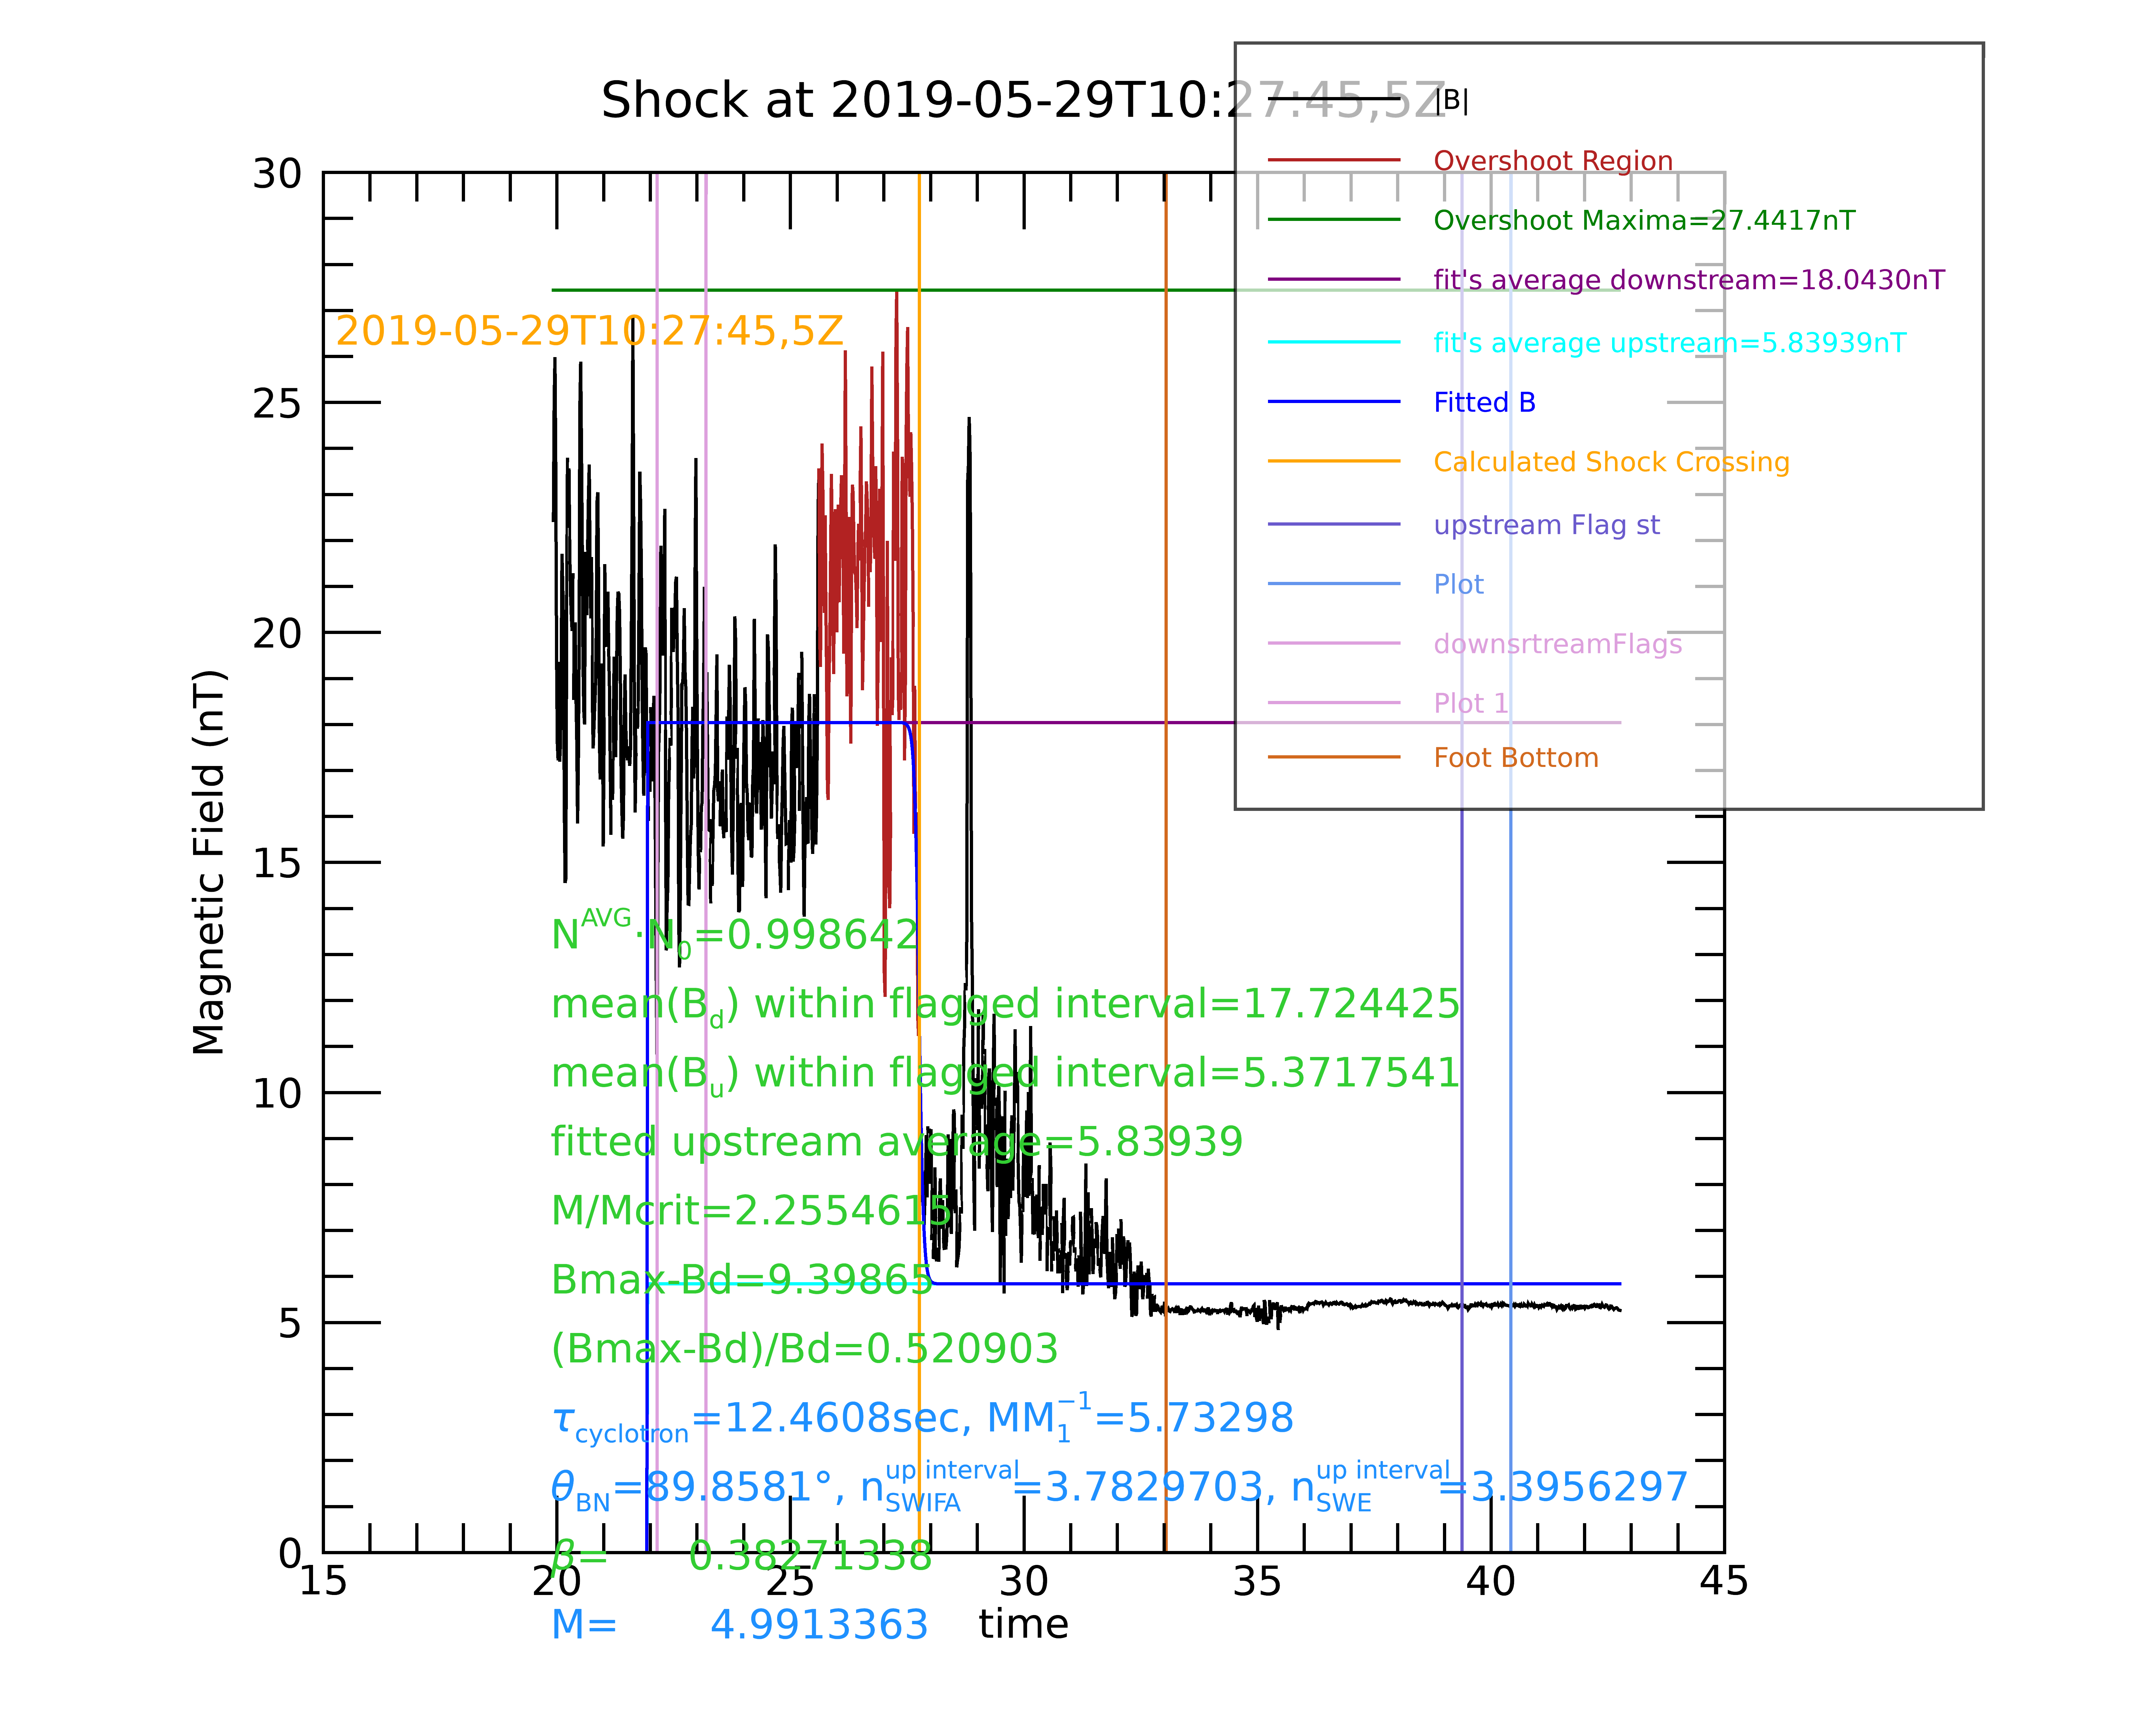 Shock at 2019-05-29T10:27:45,5Z
|B|
Overshoot Region
Overshoot Maxima=27.4417nT
fit's average downstream=18.0430nT
fit's average upstream=5.83939nT
Fitted B
Calculated Shock Crossing
upstream Flag st
Plot
downsrtreamFlags
Plot 1
Foot Bottom
2019-05-29T10:27:45,5Z
Magnetic Field (nT)
30
25
20
15
10
5
0
N^AVG·N_0=0.998642
mean(B_d) within flagged interval=17.724425
mean(B_u) within flagged interval=5.3717541
fitted upstream average=5.83939
M/Mcrit=2.2554615
Bmax-Bd=9.39865
(Bmax-Bd)/Bd=0.520903
τ_cyclotron=12.4608sec, MM_1^−1=5.73298
θ_BN=89.8581°, n_SWIFA^up interval=3.7829703, n_SWE^up interval=3.3956297
β= 0.38271338
15 20 25 30 35 40 45
M= 4.9913363
time